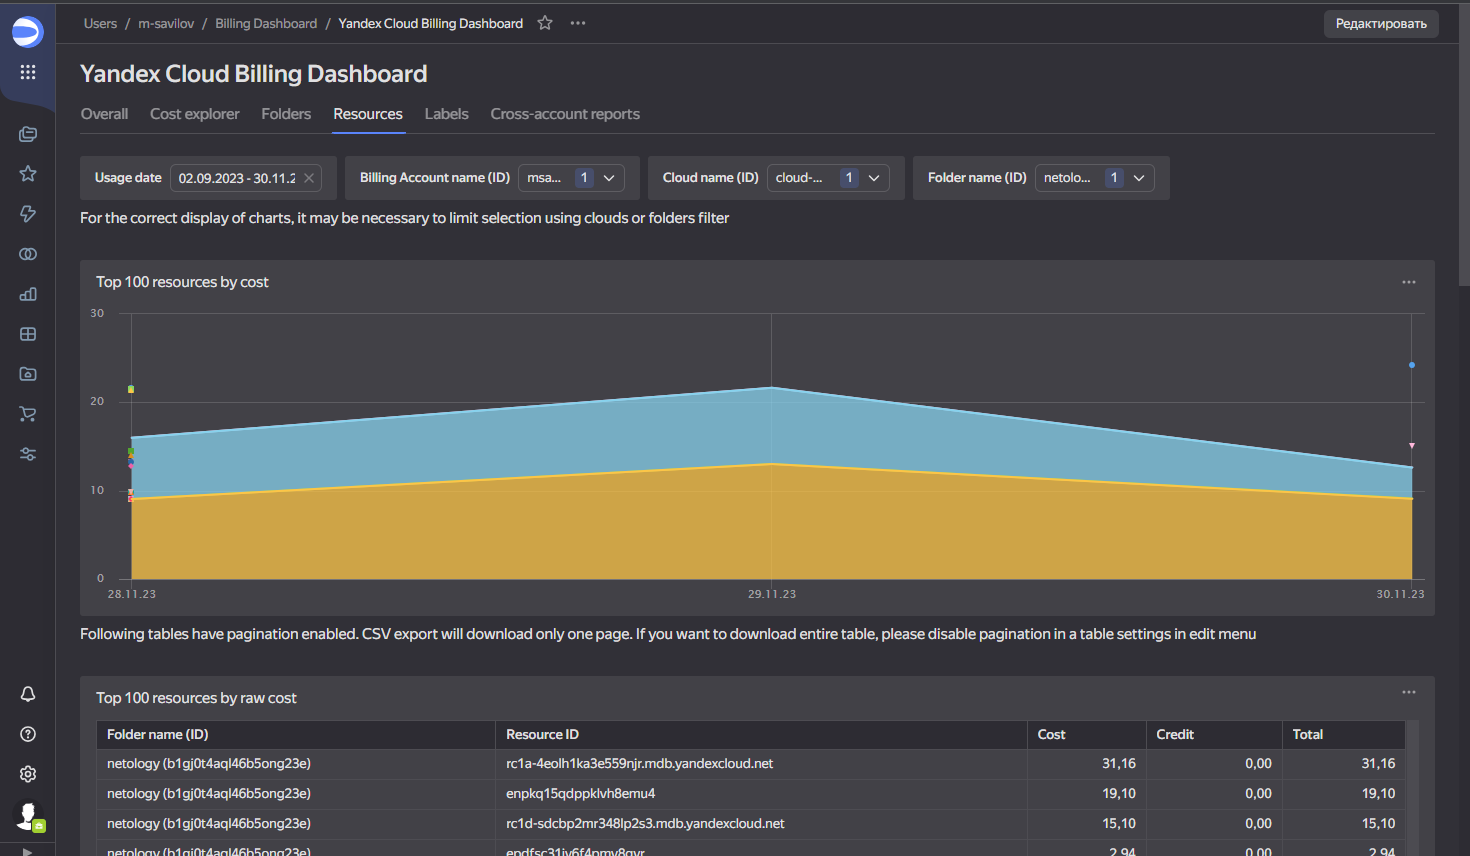 Users / m-savilov / Billing Dashboard / Yandex Cloud Billing Dashboard
Редактировать
Yandex Cloud Billing Dashboard
Overall Cost explorer Folders Resources Labels Cross-account reports
Usage date 02.09.2023 - 30.11.2 Billing Account name (ID) msa... 1 Cloud name (ID) cloud-... 1 Folder name (ID) netolo... 1
For the correct display of charts, it may be necessary to limit selection using clouds or folders filter
Top 100 resources by cost
30
20
10
0
28.11.23 29.11.23 30.11.23
Following tables have pagination enabled. CSV export will download only one page. If you want to download entire table, please disable pagination in a table settings in edit menu
Top 100 resources by raw cost
Folder name (ID) Resource ID Cost Credit Total
netology (b1gj0t4aql46b5ong23e) rc1a-4eolh1ka3e559njr.mdb.yandexcloud.net 31,16 0,00 31,16
netology (b1gj0t4aql46b5ong23e) enpkq15qdppklvh8emu4 19,10 0,00 19,10
netology (b1gj0t4aql46b5ong23e) rc1d-sdcbp2mr348lp2s3.mdb.yandexcloud.net 15,10 0,00 15,10
netology (b1gj0t4aql46b5ong23e) 2,94 0,00 2,94